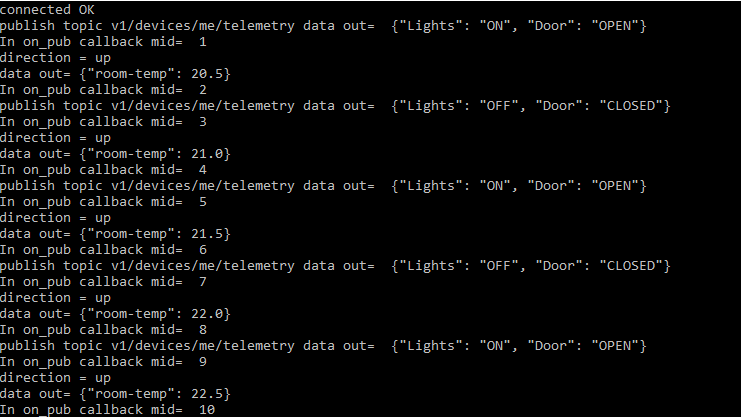 connected OK
publish topic v1/devices/me/telemetry data out=  {"Lights": "ON", "Door": "OPEN"}
In on_pub callback mid=  1
direction = up
data out= {"room-temp": 20.5}
In on_pub callback mid=  2
publish topic v1/devices/me/telemetry data out=  {"Lights": "OFF", "Door": "CLOSED"}
In on_pub callback mid=  3
direction = up
data out= {"room-temp": 21.0}
In on_pub callback mid=  4
publish topic v1/devices/me/telemetry data out=  {"Lights": "ON", "Door": "OPEN"}
In on_pub callback mid=  5
direction = up
data out= {"room-temp": 21.5}
In on_pub callback mid=  6
publish topic v1/devices/me/telemetry data out=  {"Lights": "OFF", "Door": "CLOSED"}
In on_pub callback mid=  7
direction = up
data out= {"room-temp": 22.0}
In on_pub callback mid=  8
publish topic v1/devices/me/telemetry data out=  {"Lights": "ON", "Door": "OPEN"}
In on_pub callback mid=  9
direction = up
data out= {"room-temp": 22.5}
In on_pub callback mid=  10